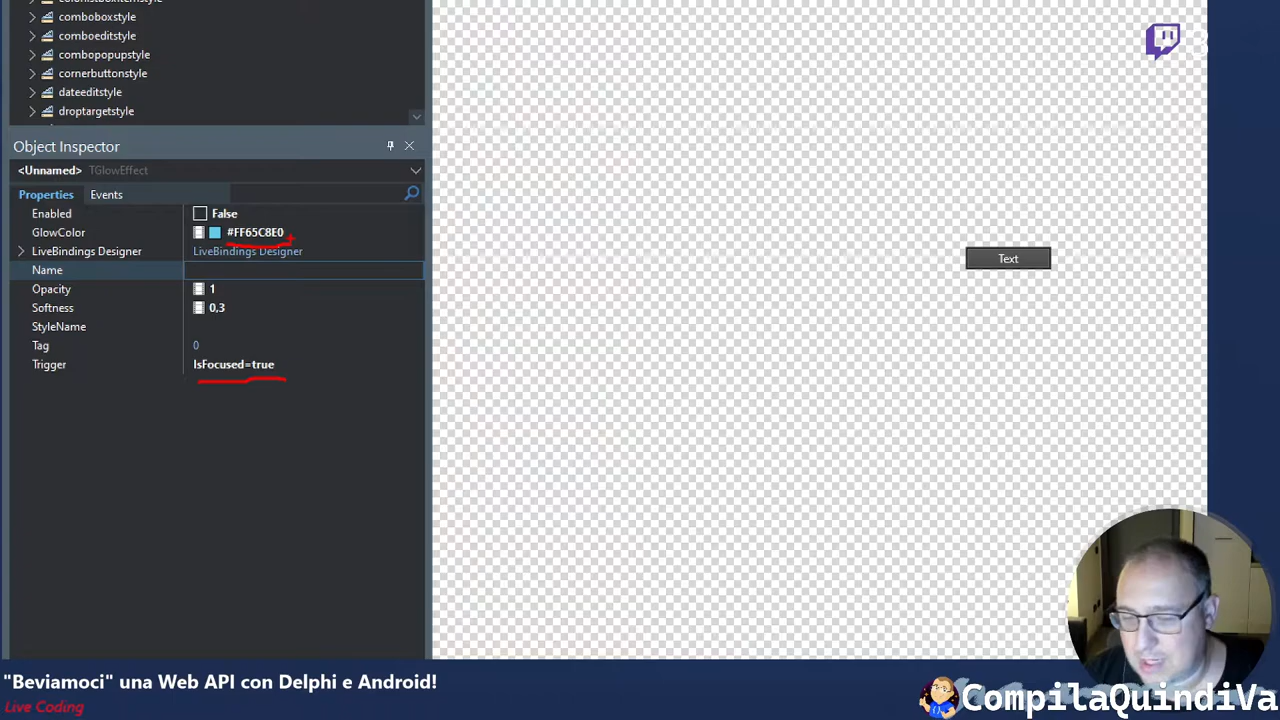 comboboxstyle
comboeditstyle
combopopupstyle
cornerbuttonstyle
dateeditstyle
droptargetstyle
Object Inspector
<Unnamed> TGlowEffect
Properties Events
Enabled False
GlowColor #FF65C8E0
LiveBindings Designer LiveBindings Designer
Name
Opacity 1
Softness 0,3
StyleName
Tag 0
Trigger IsFocused=true
Text
"Beviamoci" una Web API con Delphi e Android!
Live Coding
CompilaQuindiVa